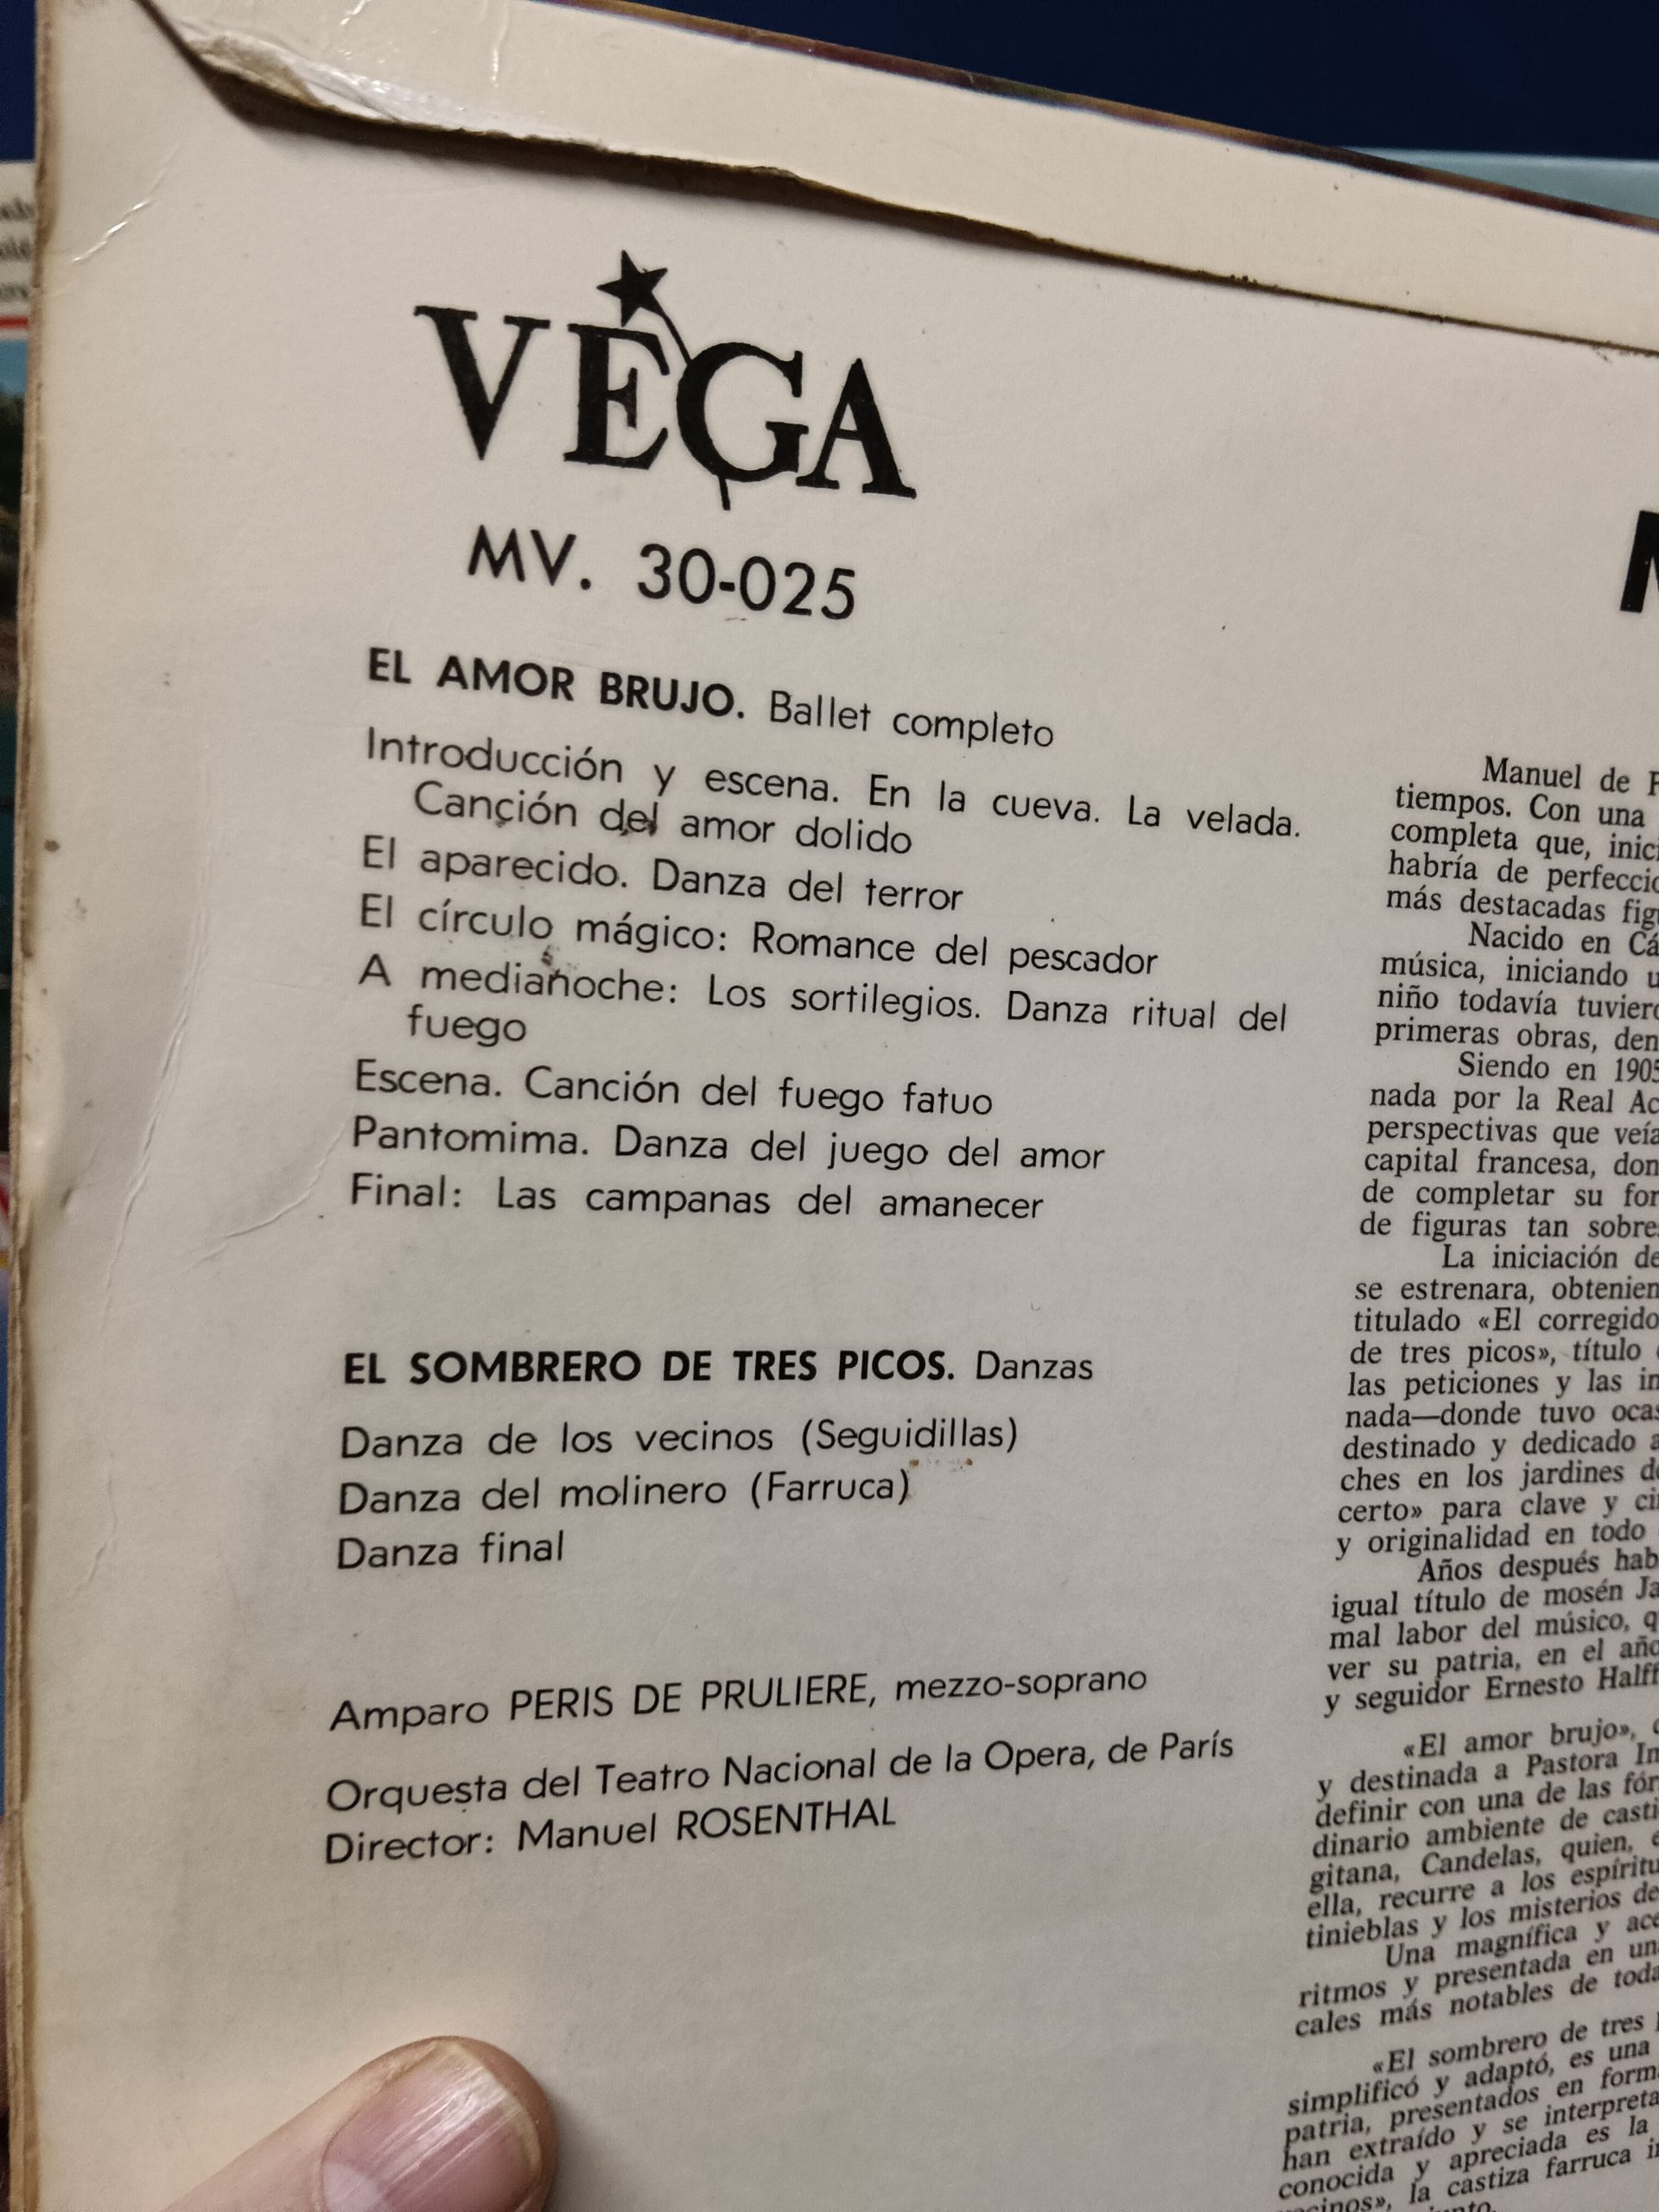 VEGA
MV. 30-025
EL AMOR BRUJO. Ballet completo
Introducción y escena. En la cueva. La velada.
Canción del amor dolido
El aparecido. Danza del terror
El círculo mágico: Romance del pescador
A medianoche: Los sortilegios. Danza ritual del
fuego
Escena. Canción del fuego fatuo
Pantomima. Danza del juego del amor
Final: Las campanas del amanecer
EL SOMBRERO DE TRES PICOS. Danzas
Danza de los vecinos (Seguidillas)
Danza del molinero (Farruca)
Danza final
Amparo PERIS DE PRULIERE, mezzo-soprano
Orquesta del Teatro Nacional de la Opera, de París
Director: Manuel ROSENTHAL
Manuel de
tiempos. Con una
completa que,
habría de
más destacadas
Nacido en
música, iniciando
niño todavía
primeras obras,
Siendo en 1905
nada por la Real
perspectivas que
capital francesa,
de completar su
de figuras tan
La iniciación
se estrenara,
titulado «El
de tres picos», título
las peticiones y las
nada—donde tuvo
destinado y dedicado
ches en los jardines
certo» para clave y
y originalidad en todo
Años después
igual título de mosén
mal labor del músico,
ver su patria, en el
y seguidor Ernesto
«El amor brujo»,
y destinada a Pastora
definir con una de las
dinario ambiente de
gitana, Candelas, quien,
ella, recurre a los
tinieblas y los misterios
Una magnífica y
ritmos y presentada en
cales más notables de
«El sombrero de tres
simplificó y adaptó, es una
patria, presentados en
han extraído y se
conocida y apreciada es la
la castiza farruca